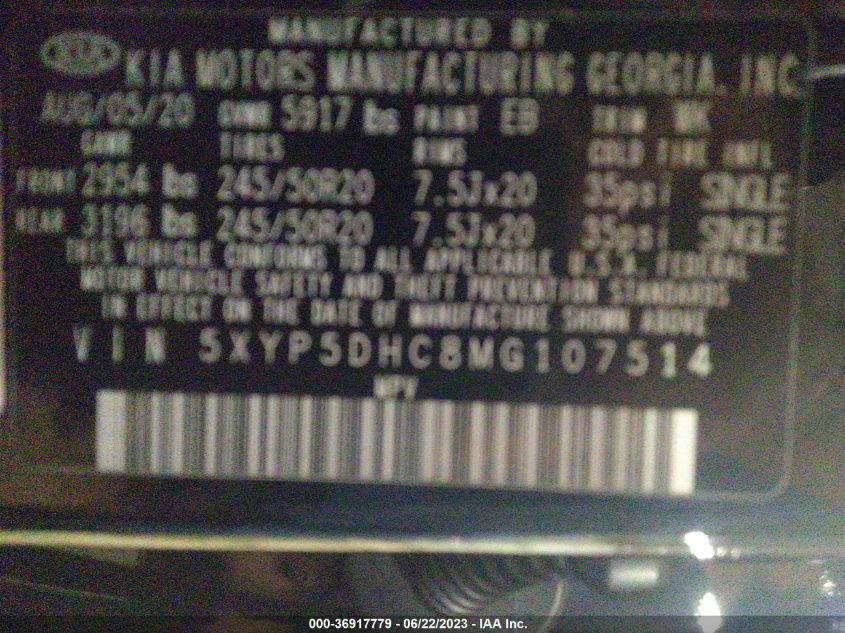 MANUFACTURED BY
KIA KIA MOTORS MANUFACTURING GEORGIA, INC
AUG/05/20 GVWR 5917 lbs PAINT EB TRIM WK
GAWR TIRES RIMS COLD TIRE INFL
FRONT 2954 lbs 245/50R20 7.5Jx20 35psi SINGLE
REAR 3196 lbs 245/50R20 7.5Jx20 35psi SINGLE
THIS VEHICLE CONFORMS TO ALL APPLICABLE U.S.A. FEDERAL
MOTOR VEHICLE SAFETY AND THEFT PREVENTION STANDARDS
IN EFFECT ON THE DATE OF MANUFACTURE SHOWN ABOVE
VIN 5XYP5DHC8MG107514
MPV
000-36917779 - 06/22/2023 - IAA Inc.